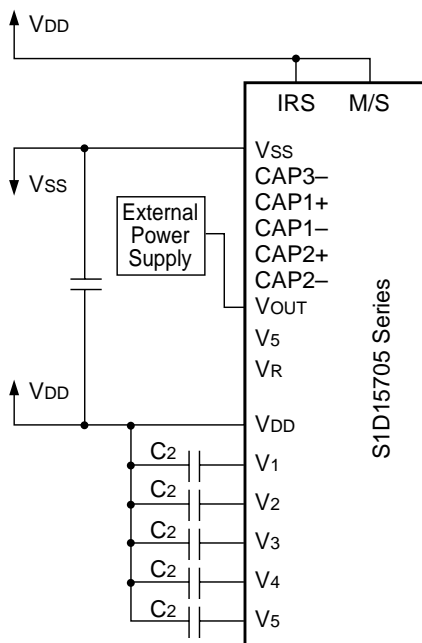 VDD
IRS M/S
VSS
VSS
CAP3–
CAP1+
CAP1–
CAP2+
CAP2–
VOUT
V5
VR
External
Power
Supply
S1D15705 Series
VDD
VDD
C2 V1
C2 V2
C2 V3
C2 V4
C2 V5